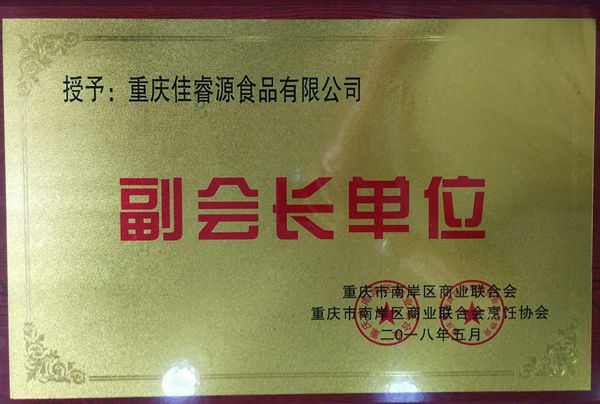 授予：重庆佳睿源食品有限公司
副会长单位
重庆市南岸区商业联合会
重庆市南岸区商业联合会烹饪协会
二〇一八年五月